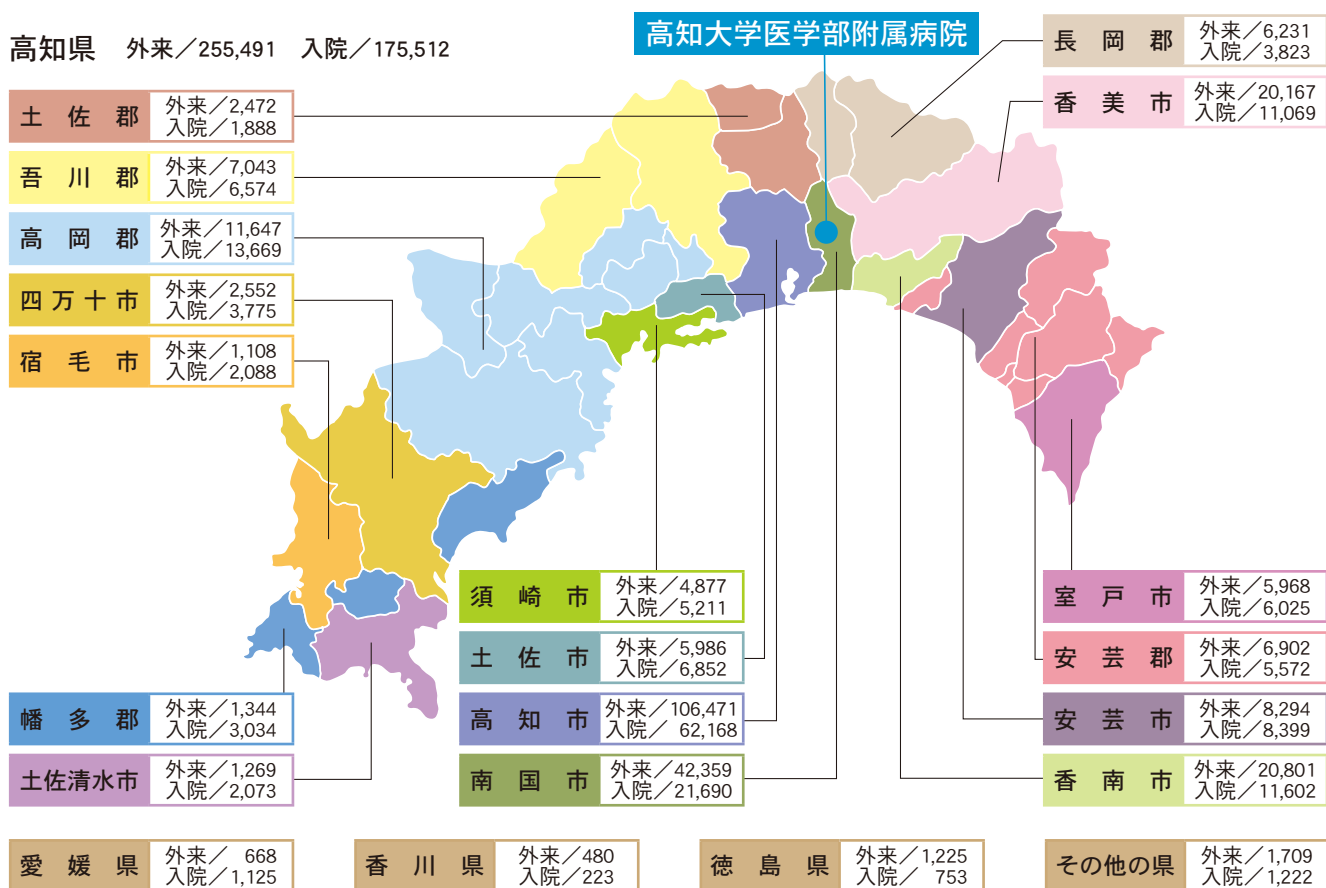 高知県 外来／255,491 入院／175,512
高知大学医学部附属病院
土佐郡 外来／2,472
入院／1,888
吾川郡 外来／7,043
入院／6,574
高岡郡 外来／11,647
入院／13,669
四万十市 外来／2,552
入院／3,775
宿毛市 外来／1,108
入院／2,088
長岡郡 外来／6,231
入院／3,823
香美市 外来／20,167
入院／11,069
須崎市 外来／4,877
入院／5,211
土佐市 外来／5,986
入院／6,852
高知市 外来／106,471
入院／62,168
南国市 外来／42,359
入院／21,690
室戸市 外来／5,968
入院／6,025
安芸郡 外来／6,902
入院／5,572
安芸市 外来／8,294
入院／8,399
香南市 外来／20,801
入院／11,602
幡多郡 外来／1,344
入院／3,034
土佐清水市 外来／1,269
入院／2,073
愛媛県 外来／668
入院／1,125
香川県 外来／480
入院／223
徳島県 外来／1,225
入院／753
その他の県 外来／1,709
入院／1,222